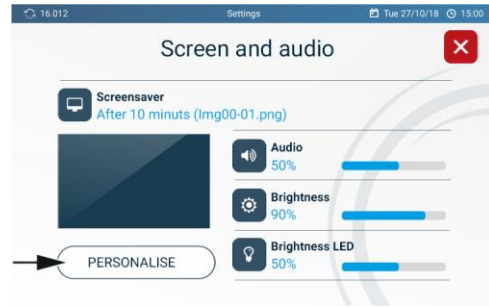 16.012 Settings Tue 27/10/18 15:00
Screen and audio
Screensaver
After 10 minuts (Img00-01.png)
Audio
50%
Brightness
90%
Brightness LED
50%
PERSONALISE